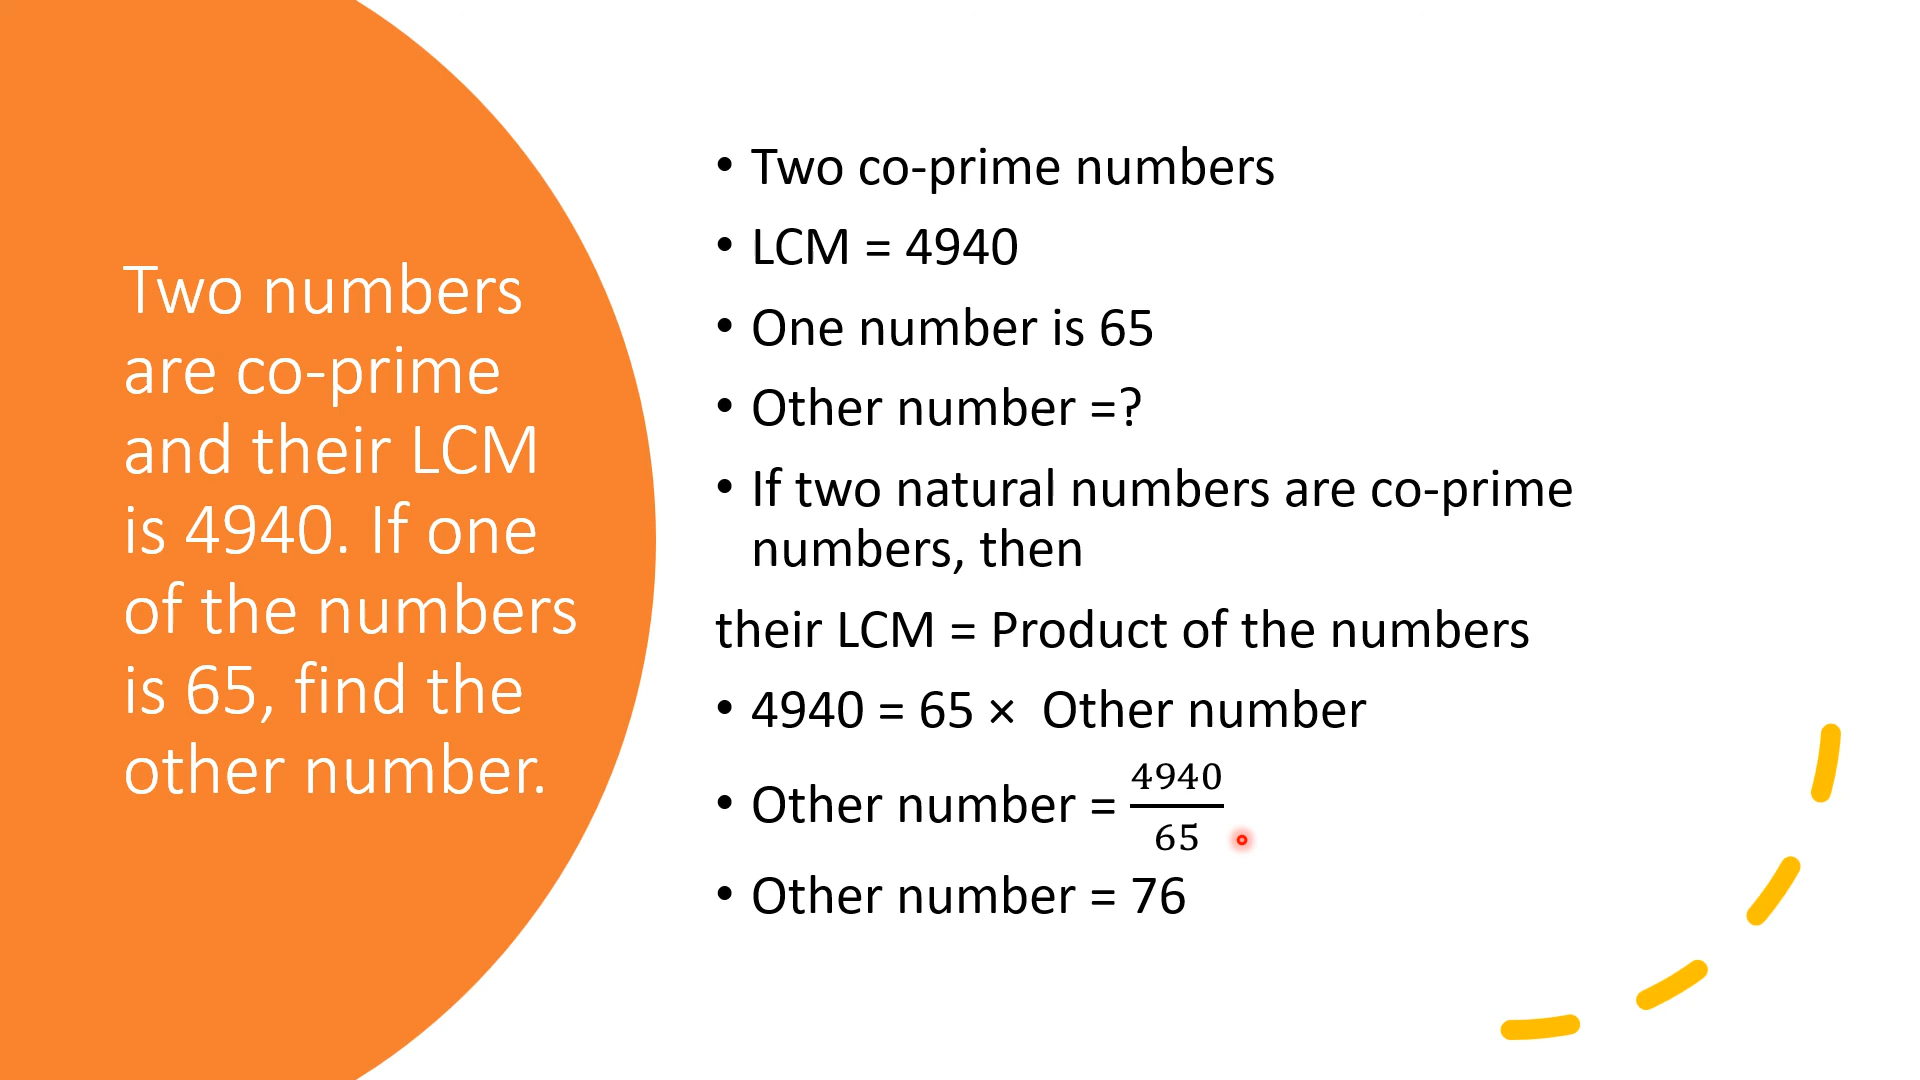 Two numbers
are co-prime
and their LCM
is 4940. If one
of the numbers
is 65, find the
other number.
• Two co-prime numbers
• LCM = 4940
• One number is 65
• Other number =?
• If two natural numbers are co-prime
numbers, then
their LCM = Product of the numbers
• 4940 = 65 × Other number
• Other number = 4940/65
• Other number = 76